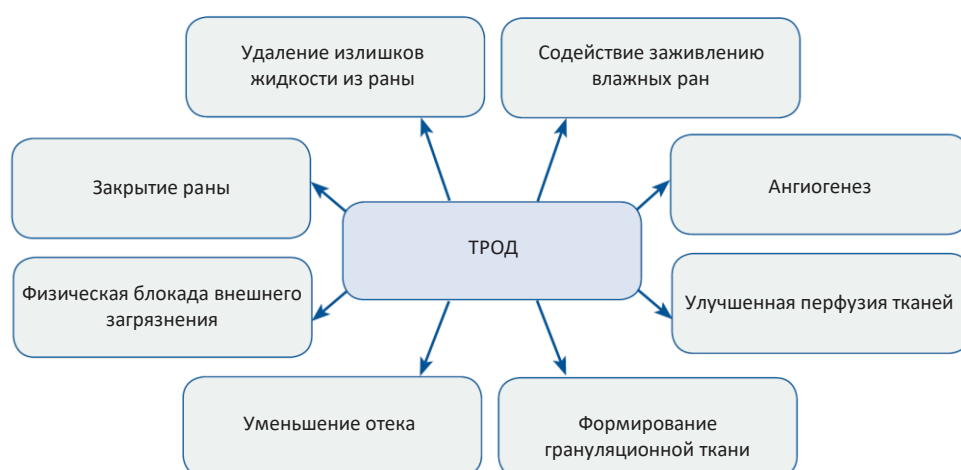 Удаление излишков
жидкости из раны
Содействие заживлению
влажных ран
Закрытие раны
Ангиогенез
ТРОД
Физическая блокада внешнего
загрязнения
Улучшенная перфузия тканей
Уменьшение отека
Формирование
грануляционной ткани